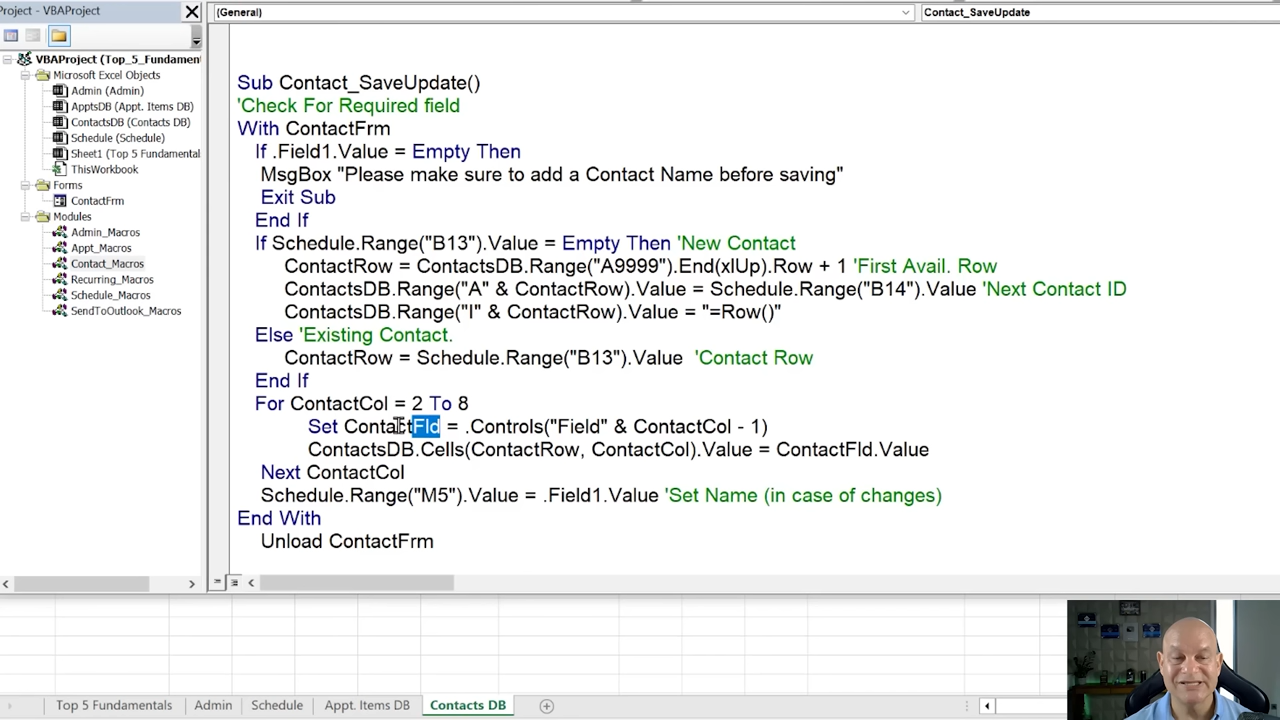 Project - VBAProject
(General)
Contact_SaveUpdate
VBAProject (Top_5_Fundamen
Microsoft Excel Objects
Admin (Admin)
ApptsDB (Appt. Items DB)
ContactsDB (Contacts DB)
Schedule (Schedule)
Sheet1 (Top 5 Fundamental
ThisWorkbook
Forms
ContactFrm
Modules
Admin_Macros
Appt_Macros
Contact_Macros
Recurring_Macros
Schedule_Macros
SendToOutlook_Macros
Sub Contact_SaveUpdate()
'Check For Required field
With ContactFrm
If .Field1.Value = Empty Then
MsgBox "Please make sure to add a Contact Name before saving"
Exit Sub
End If
If Schedule.Range("B13").Value = Empty Then 'New Contact
ContactRow = ContactsDB.Range("A9999").End(xlUp).Row + 1 'First Avail. Row
ContactsDB.Range("A" & ContactRow).Value = Schedule.Range("B14").Value 'Next Contact ID
ContactsDB.Range("I" & ContactRow).Value = "=Row()"
Else 'Existing Contact.
ContactRow = Schedule.Range("B13").Value 'Contact Row
End If
For ContactCol = 2 To 8
Set ContactFld = .Controls("Field" & ContactCol - 1)
ContactsDB.Cells(ContactRow, ContactCol).Value = ContactFld.Value
Next ContactCol
Schedule.Range("M5").Value = .Field1.Value 'Set Name (in case of changes)
End With
Unload ContactFrm
Top 5 Fundamentals
Admin
Schedule
Appt. Items DB
Contacts DB